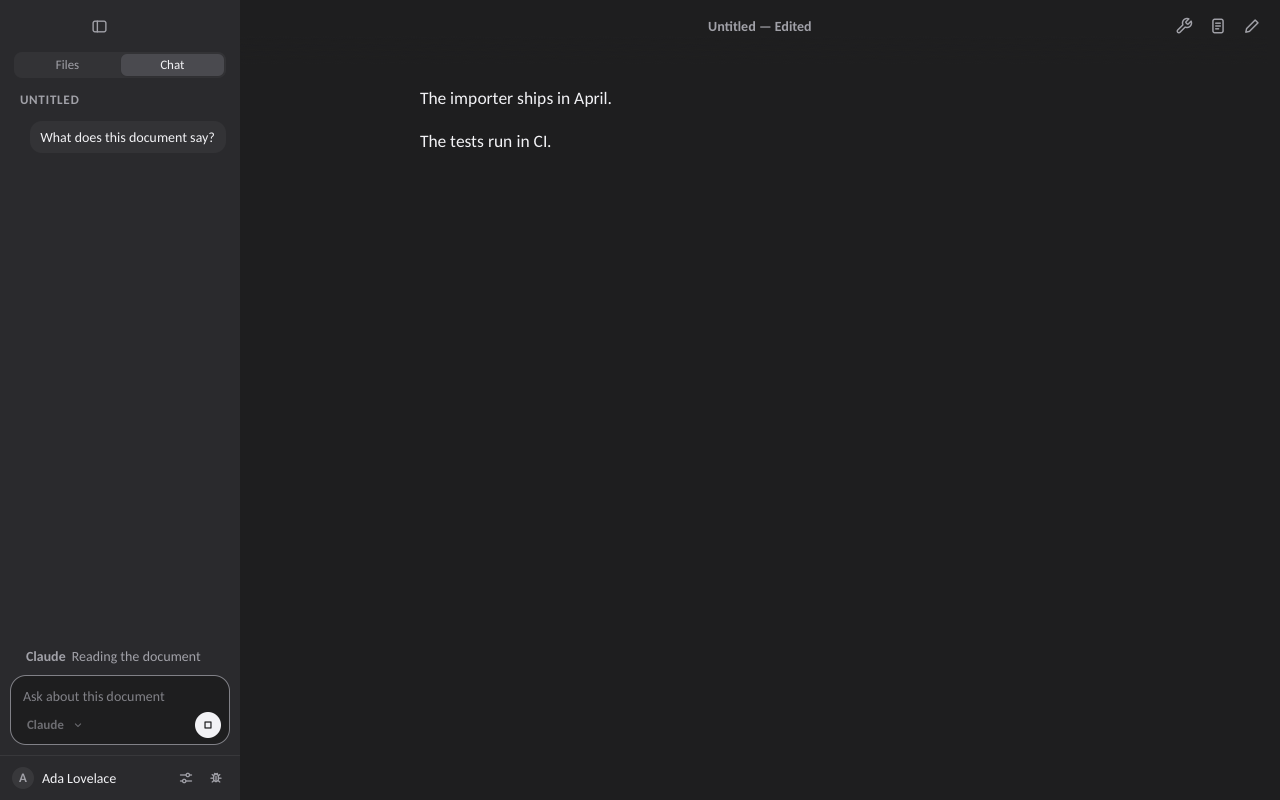 Untitled — Edited
Files
Chat
UNTITLED
What does this document say?
The importer ships in April.
The tests run in CI.
Claude Reading the document
Ask about this document
Claude
A
Ada Lovelace